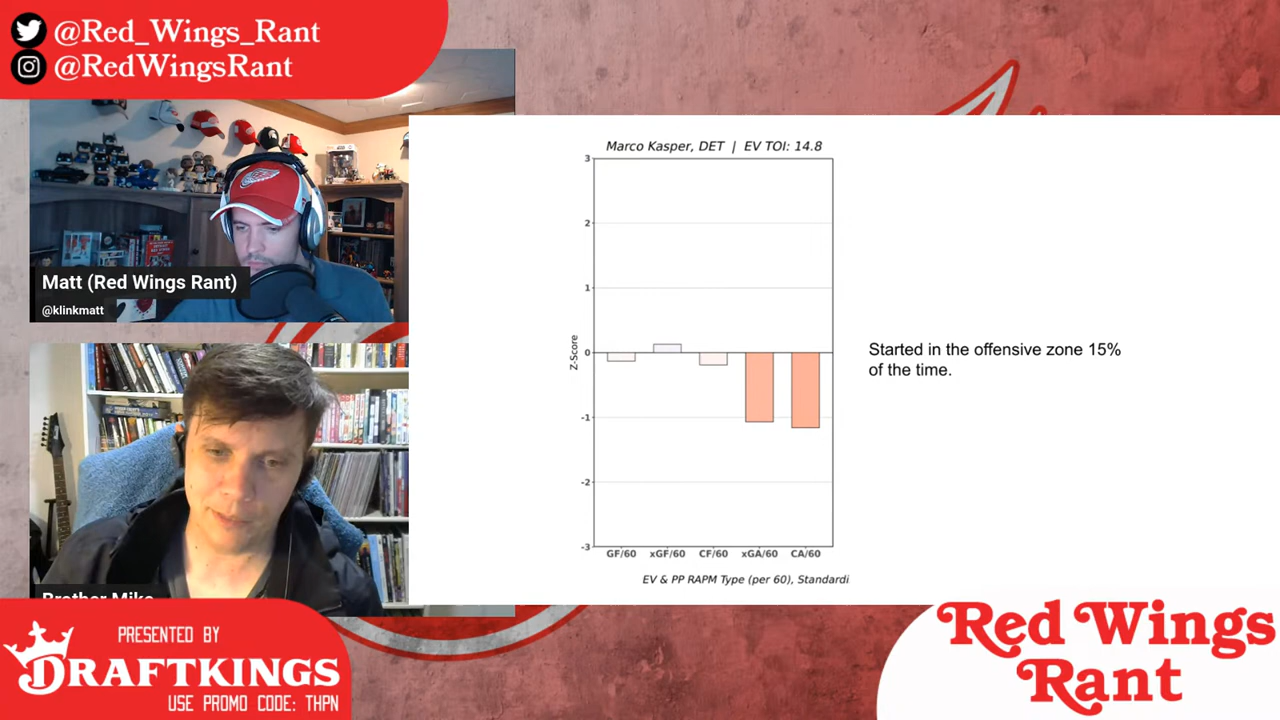 @Red_Wings_Rant
@RedWingsRant
Matt (Red Wings Rant)
@klinkmatt
Brother Mike
PRESENTED BY
DRAFTKINGS
USE PROMO CODE: THPN
Marco Kasper, DET | EV TOI: 14.8
3
2
1
0
-1
-2
-3
Z-Score
GF/60 xGF/60 CF/60 xGA/60 CA/60
EV & PP RAPM Type (per 60), Standardi
Started in the offensive zone 15%
of the time.
Red Wings
Rant